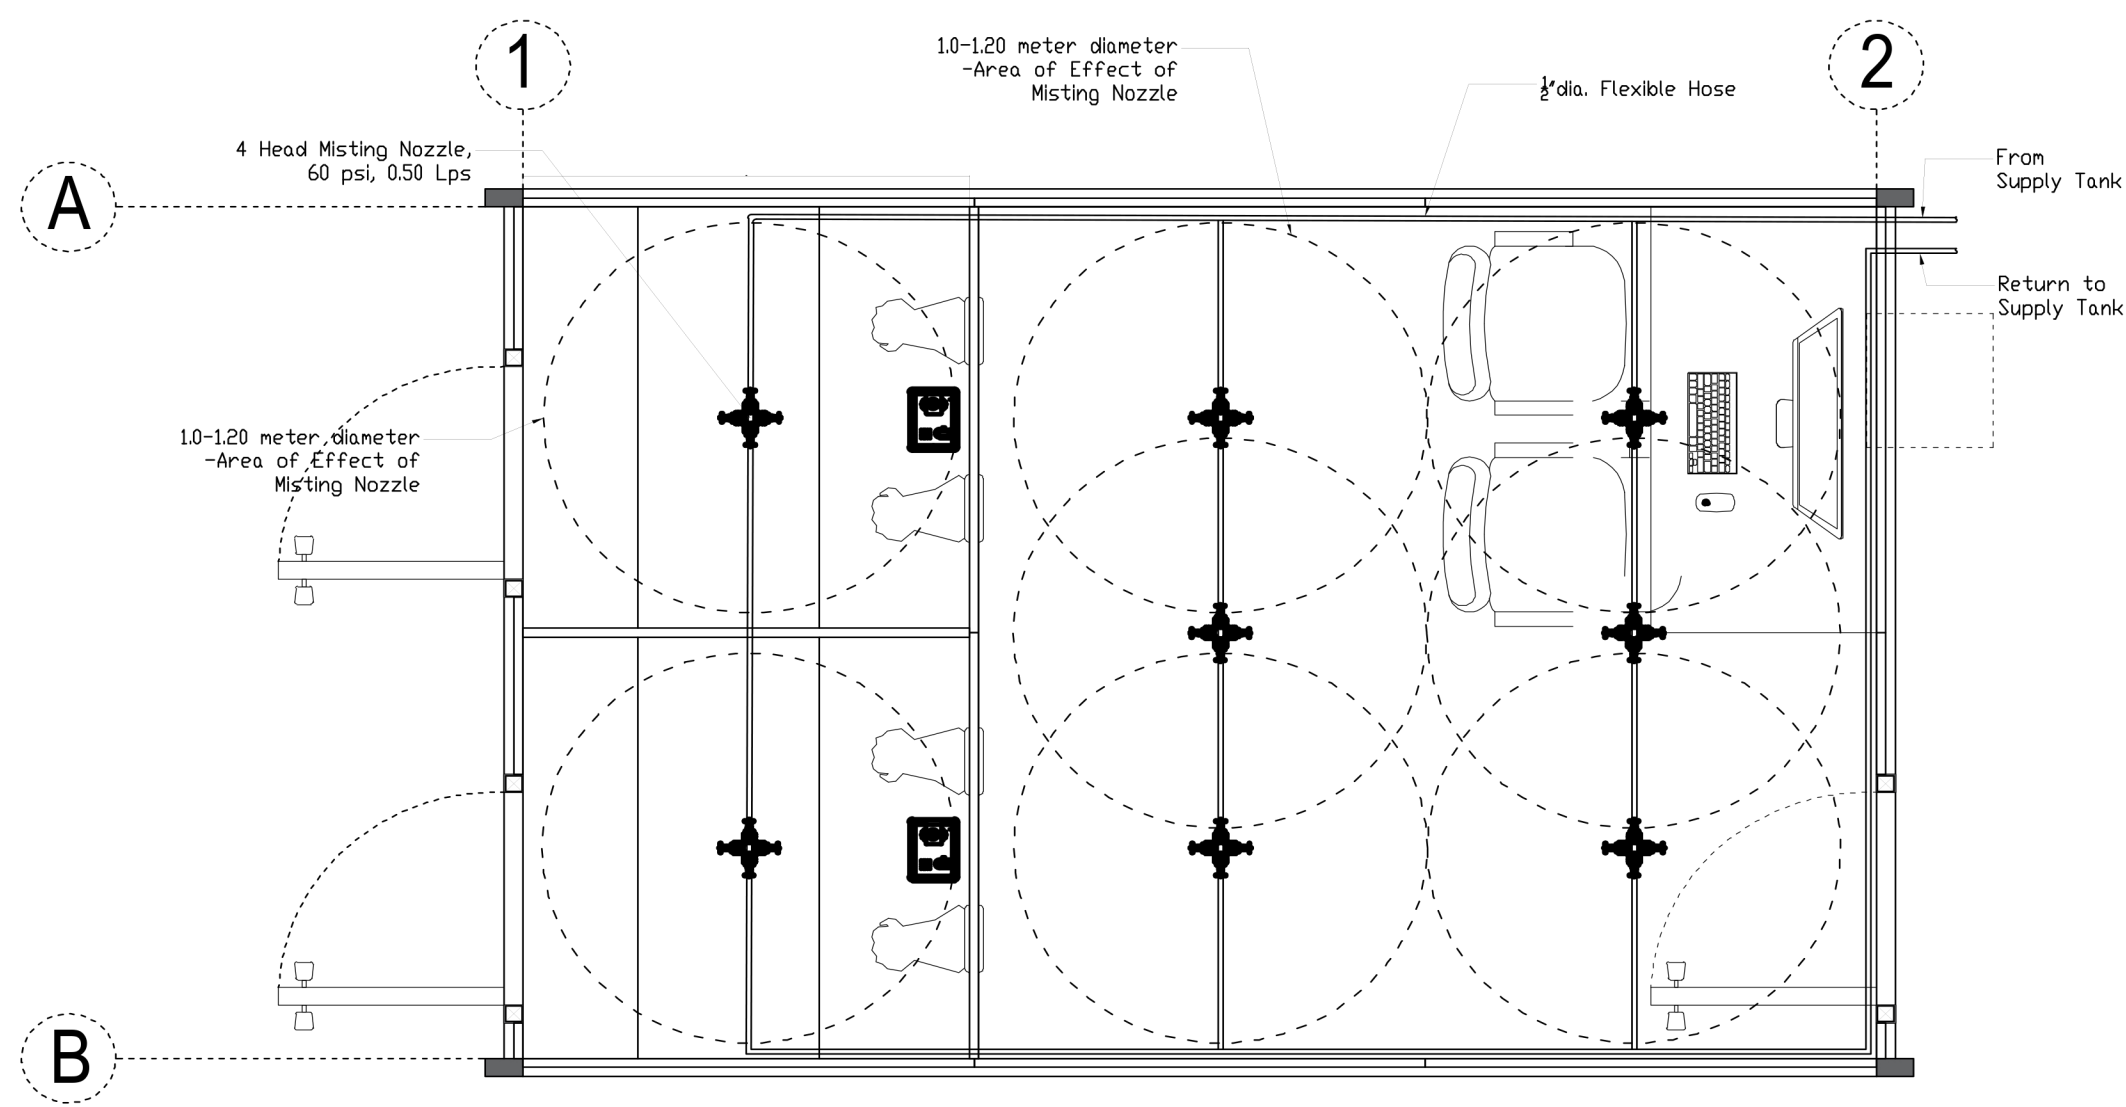 1
2
1.0-1.20 meter diameter
-Area of Effect of
Misting Nozzle
1/2"dia. Flexible Hose
4 Head Misting Nozzle,
60 psi, 0.50 Lps
From
Supply Tank
A
Return to
Supply Tank
1.0-1.20 meter diameter
-Area of Effect of
Misting Nozzle
B